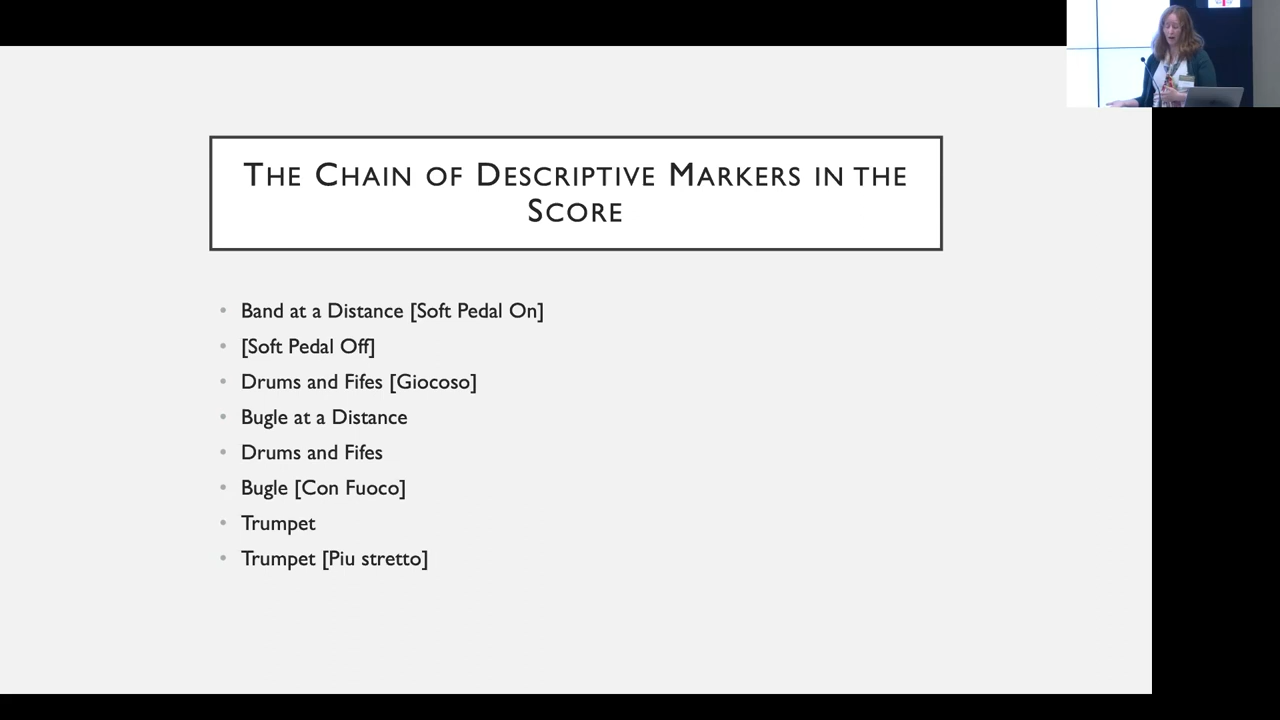 The Chain of Descriptive Markers in the
Score
• Band at a Distance [Soft Pedal On]
• [Soft Pedal Off]
• Drums and Fifes [Giocoso]
• Bugle at a Distance
• Drums and Fifes
• Bugle [Con Fuoco]
• Trumpet
• Trumpet [Piu stretto]